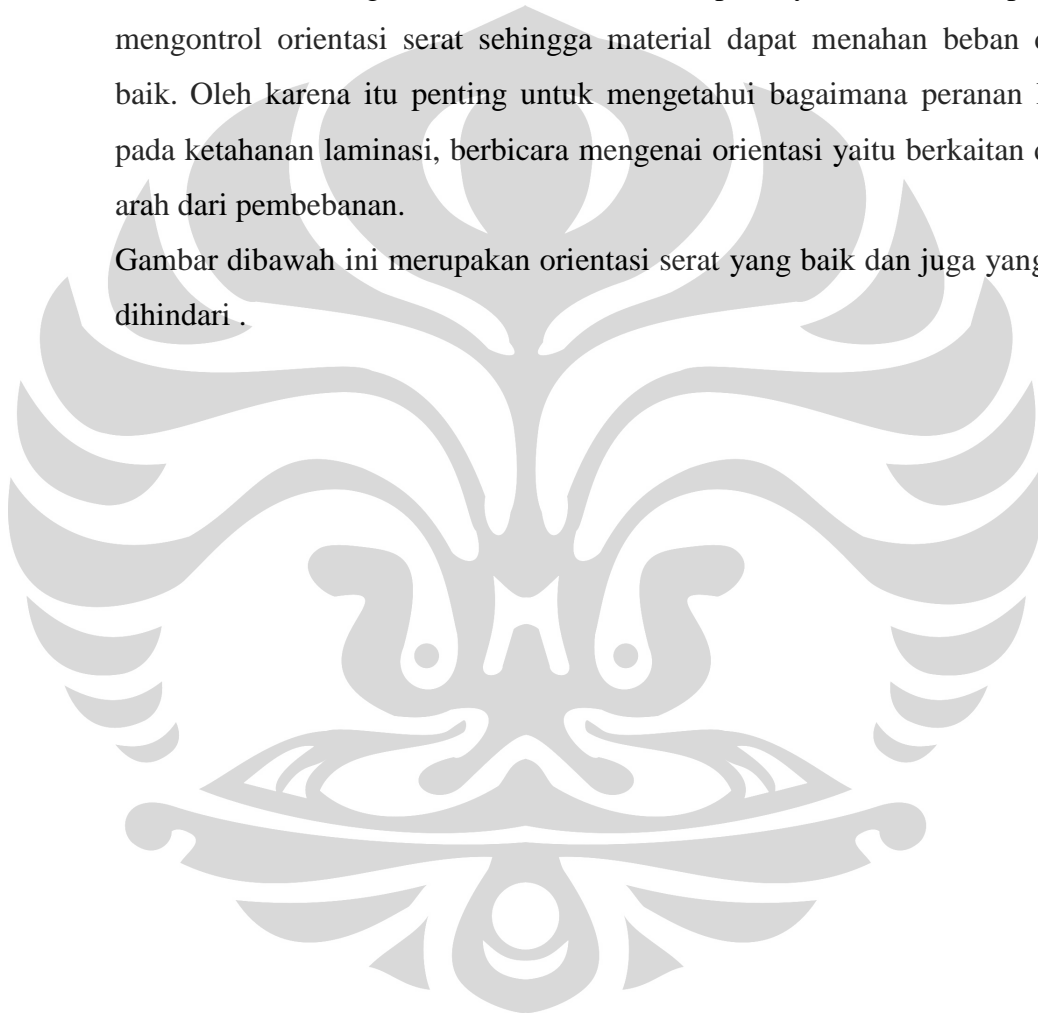 mengontrol orientasi serat sehingga material dapat menahan beban
baik. Oleh karena itu penting untuk mengetahui bagaimana peranan
pada ketahanan laminasi, berbicara mengenai orientasi yaitu berkaitan
arah dari pembebanan.
Gambar dibawah ini merupakan orientasi serat yang baik dan juga yang
dihindari .